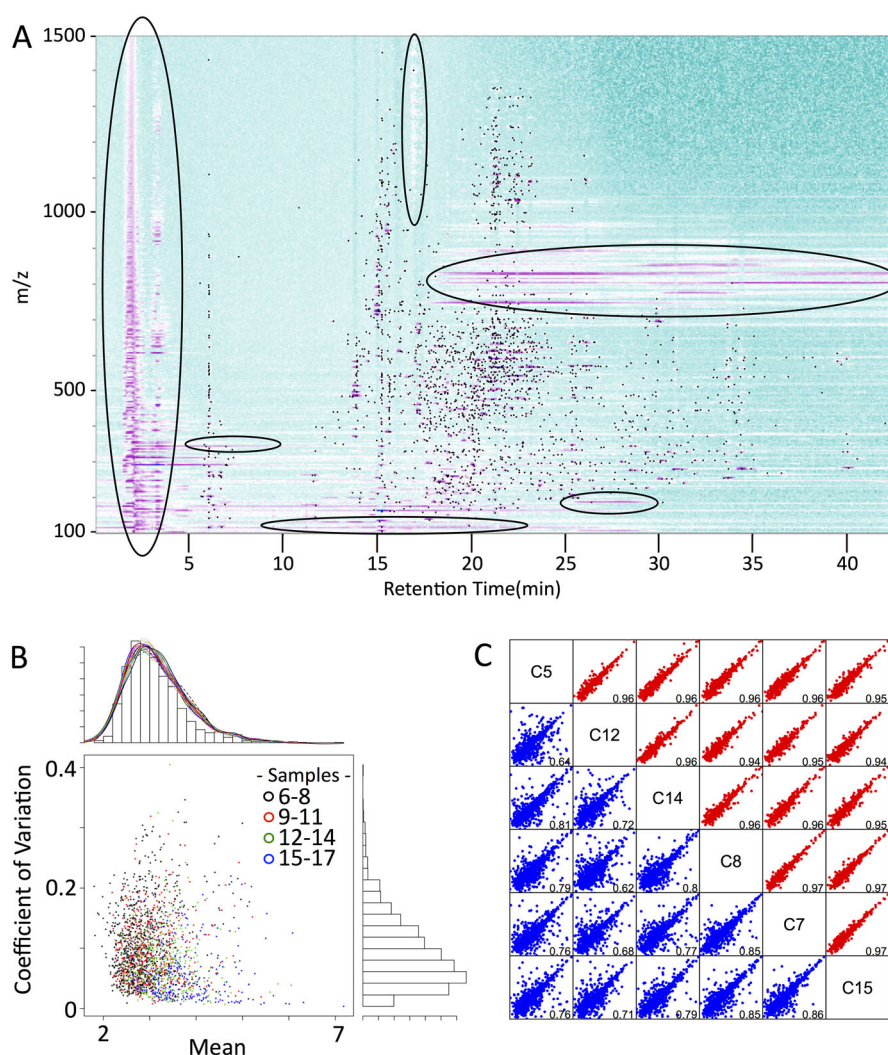 A
1500
1000
500
100
m/z
5 10 15 20 25 30 35 40
Retention Time(min)
B
0.4
0.2
0
Coefficient of Variation
- Samples -
6-8
9-11
12-14
15-17
2 7
Mean
C
C5
0.96 0.96 0.96 0.96 0.95
0.64 C12 0.96 0.94 0.95 0.94
0.81 0.72 C14 0.96 0.96 0.95
0.79 0.62 0.8 C8 0.97 0.97
0.76 0.68 0.77 0.85 C7 0.97
0.76 0.71 0.79 0.85 0.86 C15